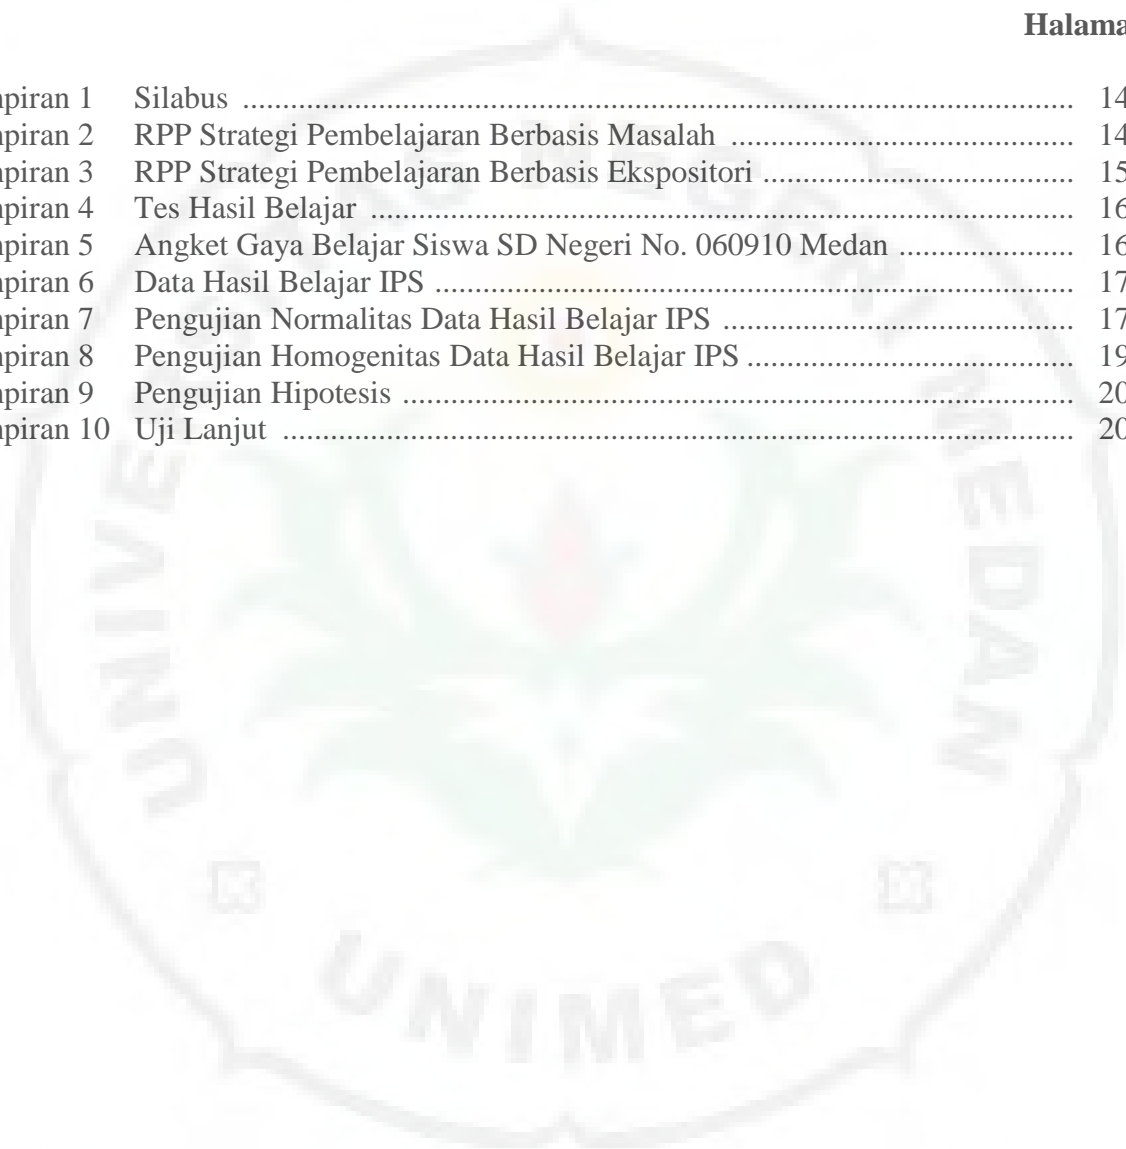 Halama
piran 1 Silabus ........................................................................................................ 14
piran 2 RPP Strategi Pembelajaran Berbasis Masalah ........................................... 14
piran 3 RPP Strategi Pembelajaran Berbasis Ekspositori ....................................... 15
piran 4 Tes Hasil Belajar ........................................................................................ 16
piran 5 Angket Gaya Belajar Siswa SD Negeri No. 060910 Medan ...................... 16
piran 6 Data Hasil Belajar IPS ................................................................................ 17
piran 7 Pengujian Normalitas Data Hasil Belajar IPS ............................................ 17
piran 8 Pengujian Homogenitas Data Hasil Belajar IPS ......................................... 19
piran 9 Pengujian Hipotesis .................................................................................... 20
piran 10 Uji Lanjut ................................................................................................... 20
UNIVERSITAS NEGERI MEDAN
UNIMED